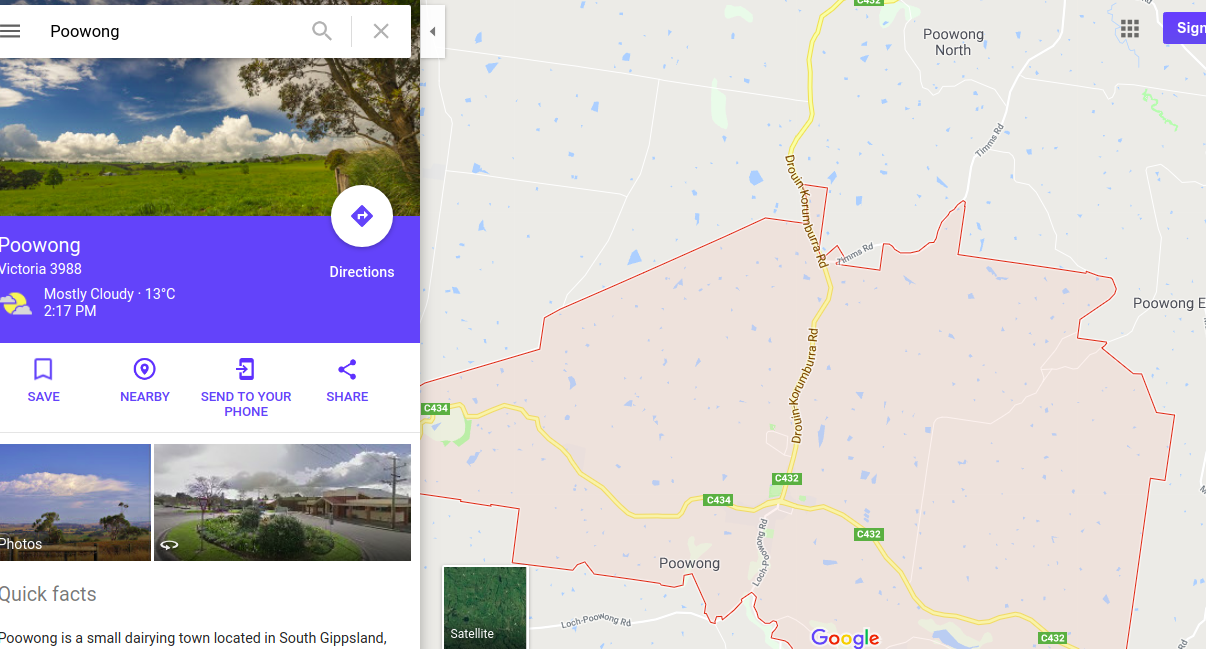 Poowong
Poowong
Victoria 3988
Directions
Mostly Cloudy · 13°C
2:17 PM
SAVE
NEARBY
SEND TO YOUR
PHONE
SHARE
Photos
Quick facts
Poowong is a small dairying town located in South Gippsland,
C432
Poowong
North
Sign
Timms Rd
Drouin-Korumburra Rd
Timms Rd
Poowong E
Drouin-Korumburra Rd
C434
C432
C434
C432
Loch-Poowong Rd
Poowong
Satellite
Loch-Poowong Rd
Google
C432